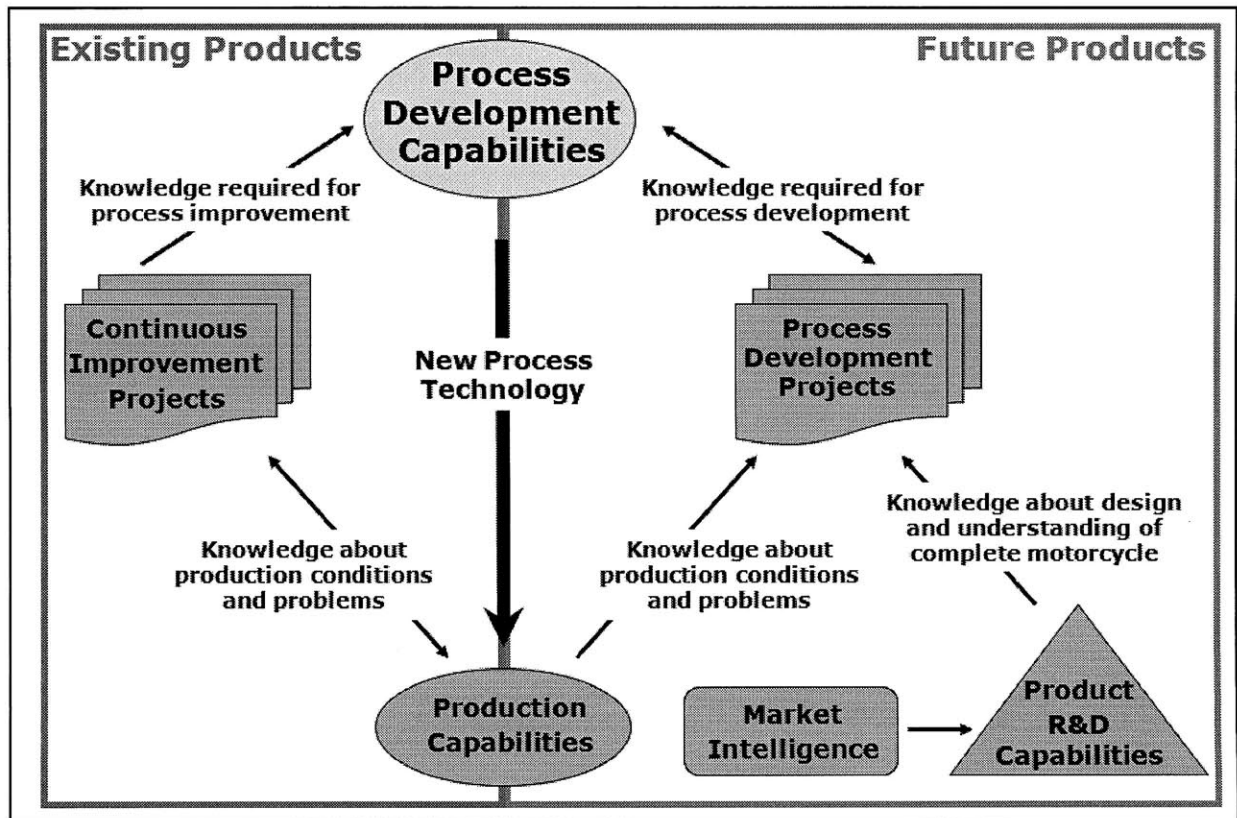 Existing Products
Future Products
Process
Development
Capabilities
Knowledge required for
process improvement
Knowledge required for
process development
Continuous
Improvement
Projects
New Process
Technology
Process
Development
Projects
Knowledge about
production conditions
and problems
Knowledge about
production conditions
and problems
Knowledge about design
and understanding of
complete motorcycle
Production
Capabilities
Market
Intelligence
Product
R&D
Capabilities